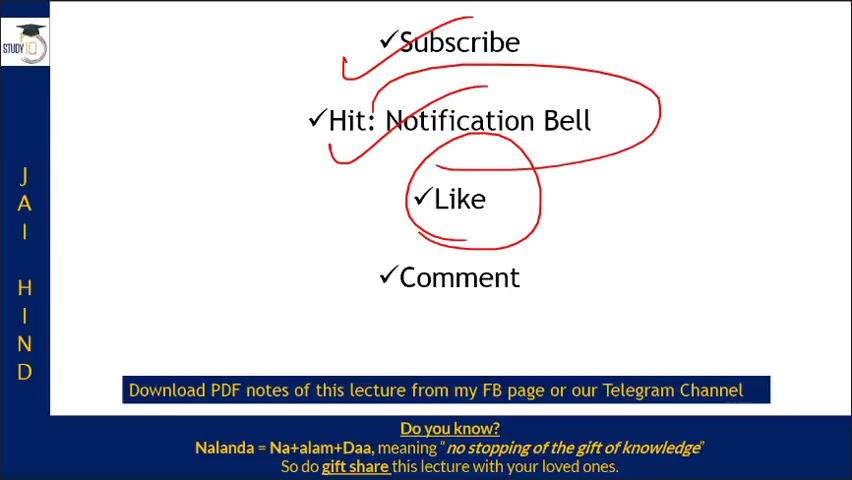 STUDY IQ
✓Subscribe
✓Hit: Notification Bell
✓Like
✓Comment
J
A
I
H
I
N
D
Download PDF notes of this lecture from my FB page or our Telegram Channel
Do you know?
Nalanda = Na+alam+Daa, meaning “no stopping of the gift of knowledge”
So do gift share this lecture with your loved ones.